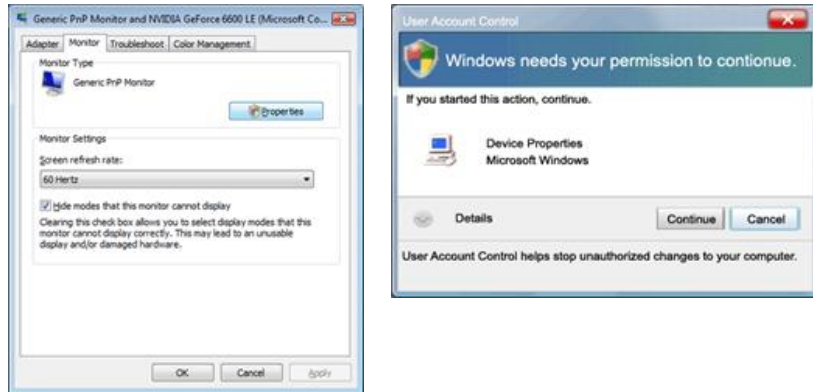 Generic PnP Monitor and NVIDIA GeForce 6600 LE (Microsoft Co...
Adapter Monitor Troubleshoot Color Management
Monitor Type
Generic PnP Monitor
Properties
Monitor Settings
Screen refresh rate:
60 Hertz
Hide modes that this monitor cannot display
Clearing this check box allows you to select display modes that this
monitor cannot display correctly. This may lead to an unusable
display and/or damaged hardware.
OK Cancel Apply
User Account Control
Windows needs your permission to contionue.
If you started this action, continue.
Device Properties
Microsoft Windows
Details Continue Cancel
User Account Control helps stop unauthorized changes to your computer.